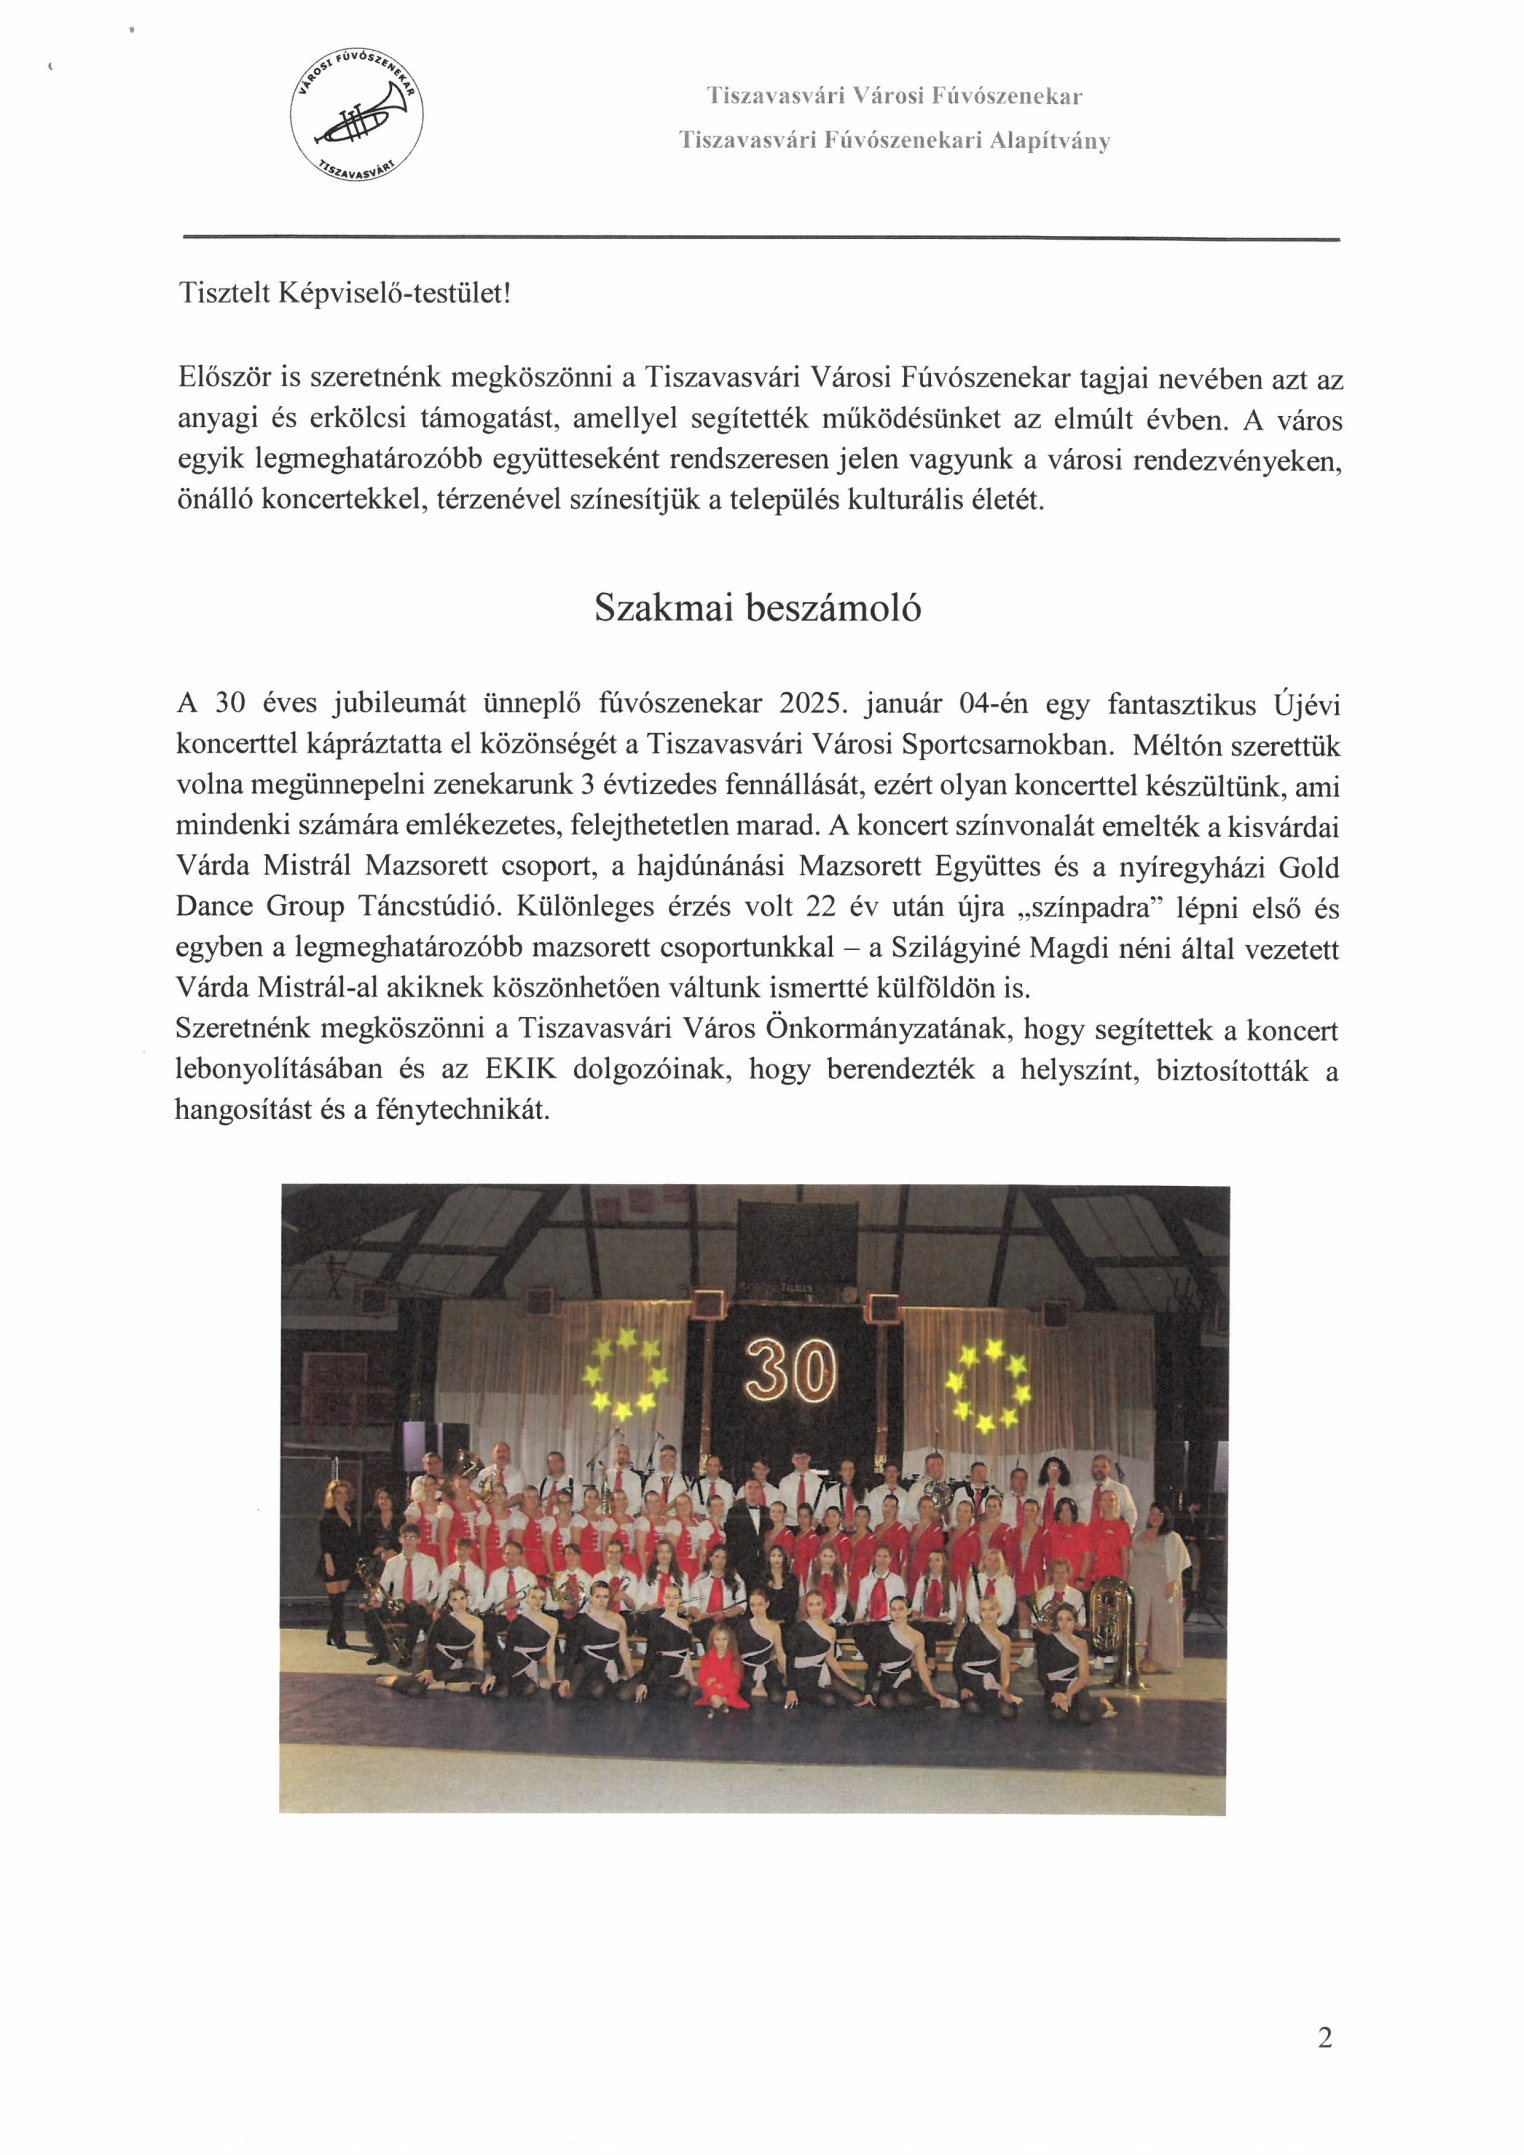 VÁROSI FÚVÓSZENEKAR
TISZAVASVÁRI
Tiszavasvári Városi Fúvószenekar
Tiszavasvári Fúvószenekari Alapítvány
Tisztelt Képviselő-testület!
Először is szeretnénk megköszönni a Tiszavasvári Városi Fúvószenekar tagjai nevében azt az
anyagi és erkölcsi támogatást, amellyel segítették működésünket az elmúlt évben. A város
egyik legmeghatározóbb együtteseként rendszeresen jelen vagyunk a városi rendezvényeken,
önálló koncertekkel, térzenével színesítjük a település kulturális életét.
Szakmai beszámoló
A 30 éves jubileumát ünneplő fúvószenekar 2025. január 04-én egy fantasztikus Újévi
koncerttel kápráztatta el közönségét a Tiszavasvári Városi Sportcsarnokban. Méltón szerettük
volna megünnepelni zenekarunk 3 évtizedes fennállását, ezért olyan koncerttel készültünk, ami
mindenki számára emlékezetes, felejthetetlen marad. A koncert színvonalát emelték a kisvárdai
Várda Mistrál Mazsorett csoport, a hajdúnánási Mazsorett Együttes és a nyíregyházi Gold
Dance Group Táncstúdió. Különleges érzés volt 22 év után újra „színpadra” lépni első és
egyben a legmeghatározóbb mazsorett csoportunkkal – a Szilágyiné Magdi néni által vezetett
Várda Mistrál-al akiknek köszönhetően váltunk ismertté külföldön is.
Szeretnénk megköszönni a Tiszavasvári Város Önkormányzatának, hogy segítettek a koncert
lebonyolításában és az EKIK dolgozóinak, hogy berendezték a helyszínt, biztosították a
hangosítást és a fénytechnikát.
30
2